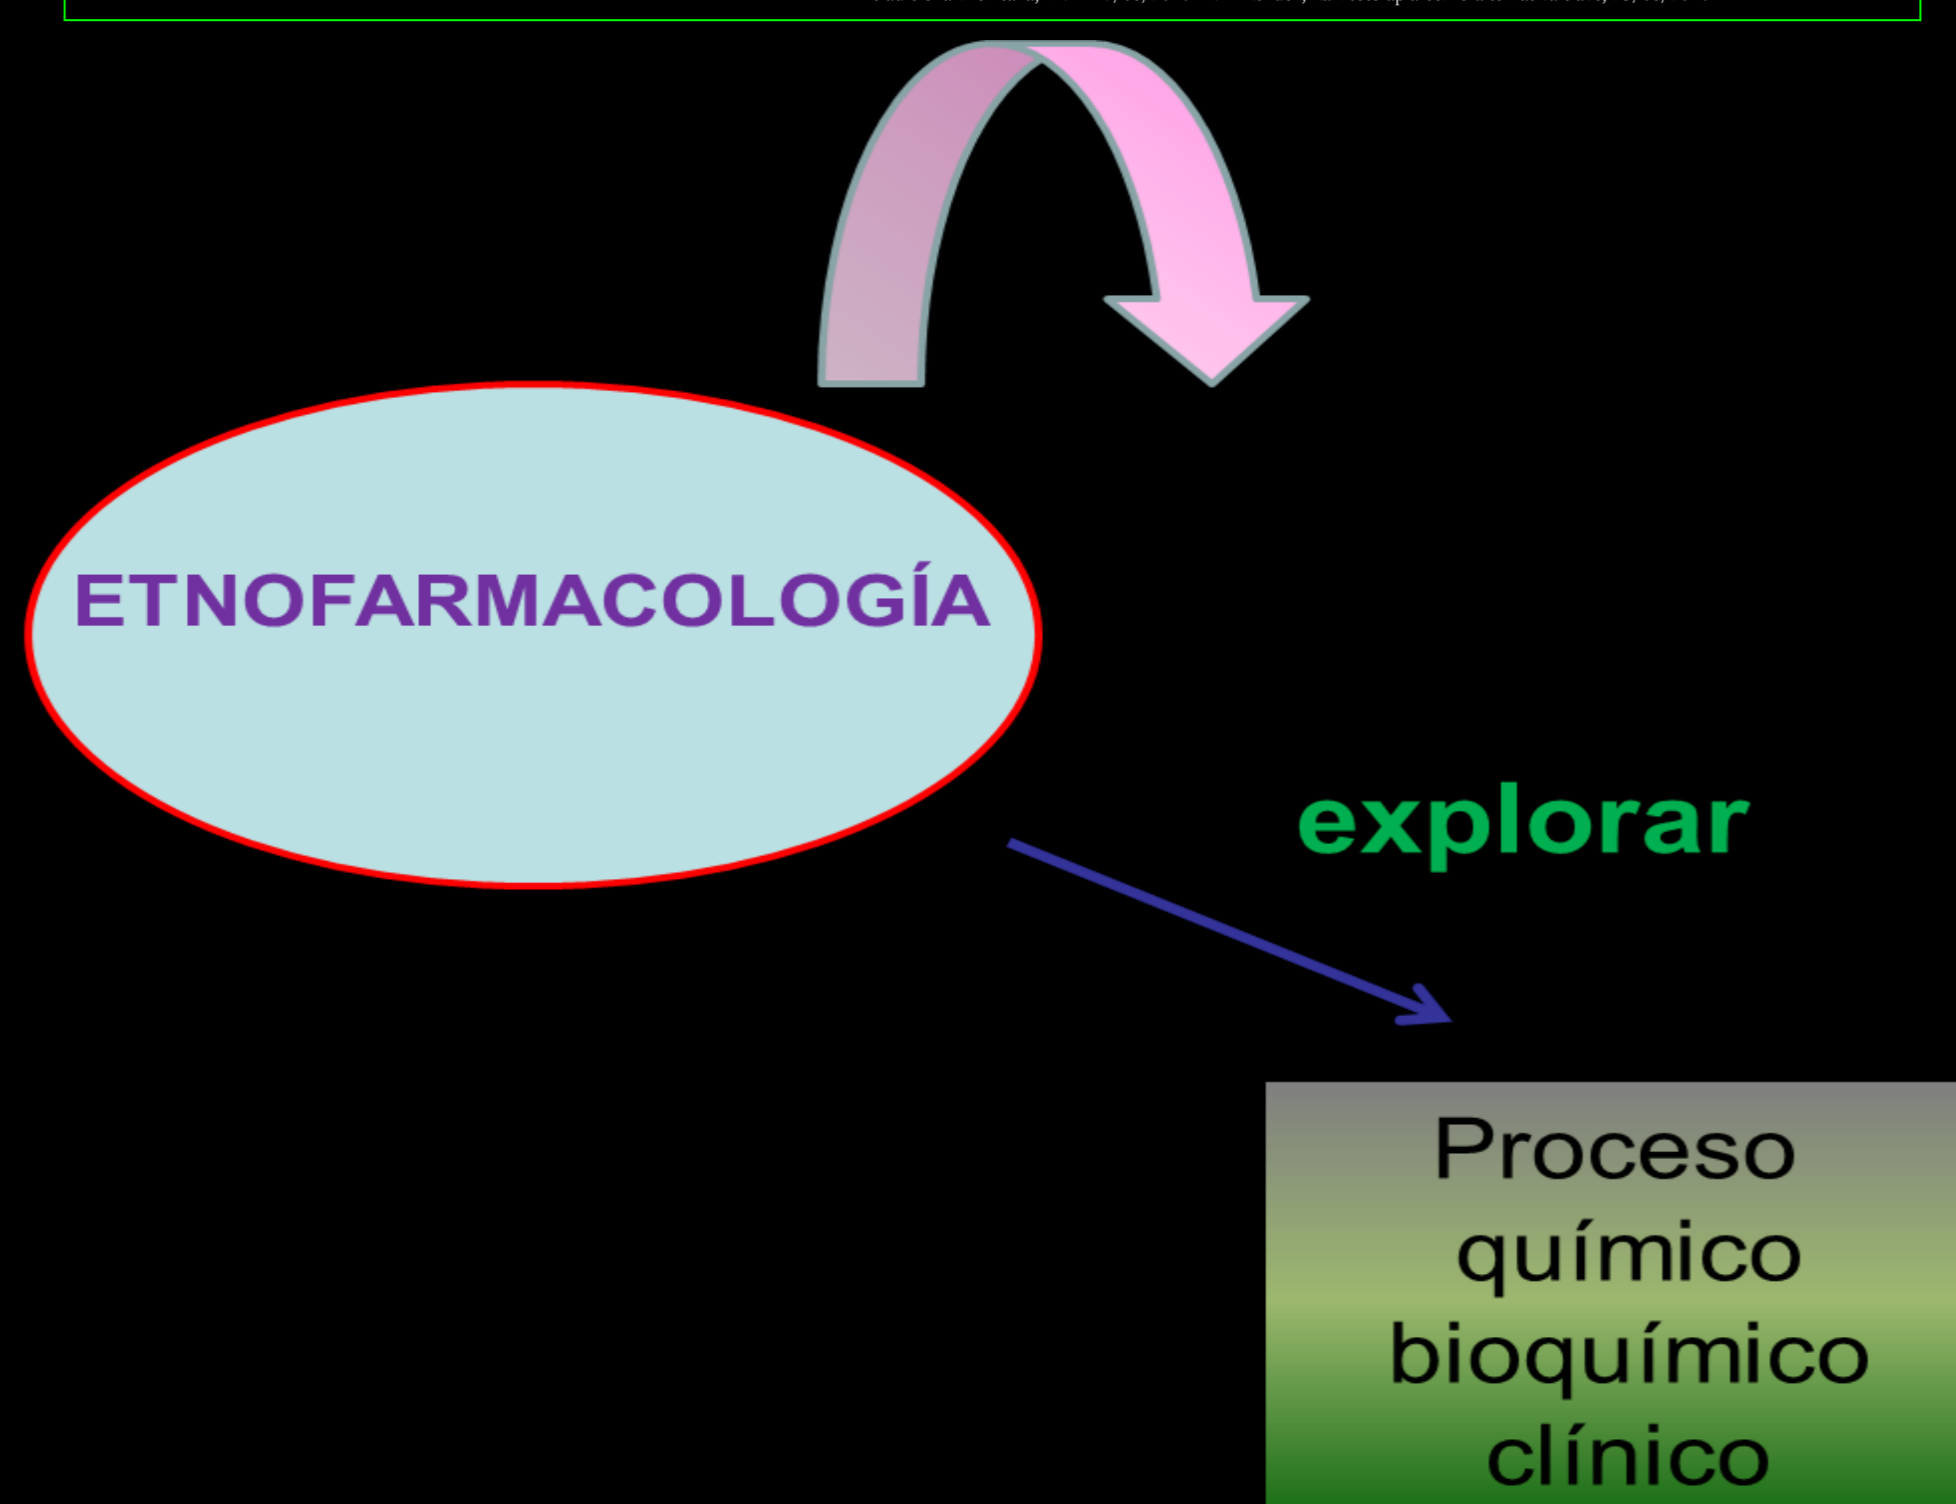 ETNOFARMACOLOGÍA
explorar
Proceso
químico
bioquímico
clínico